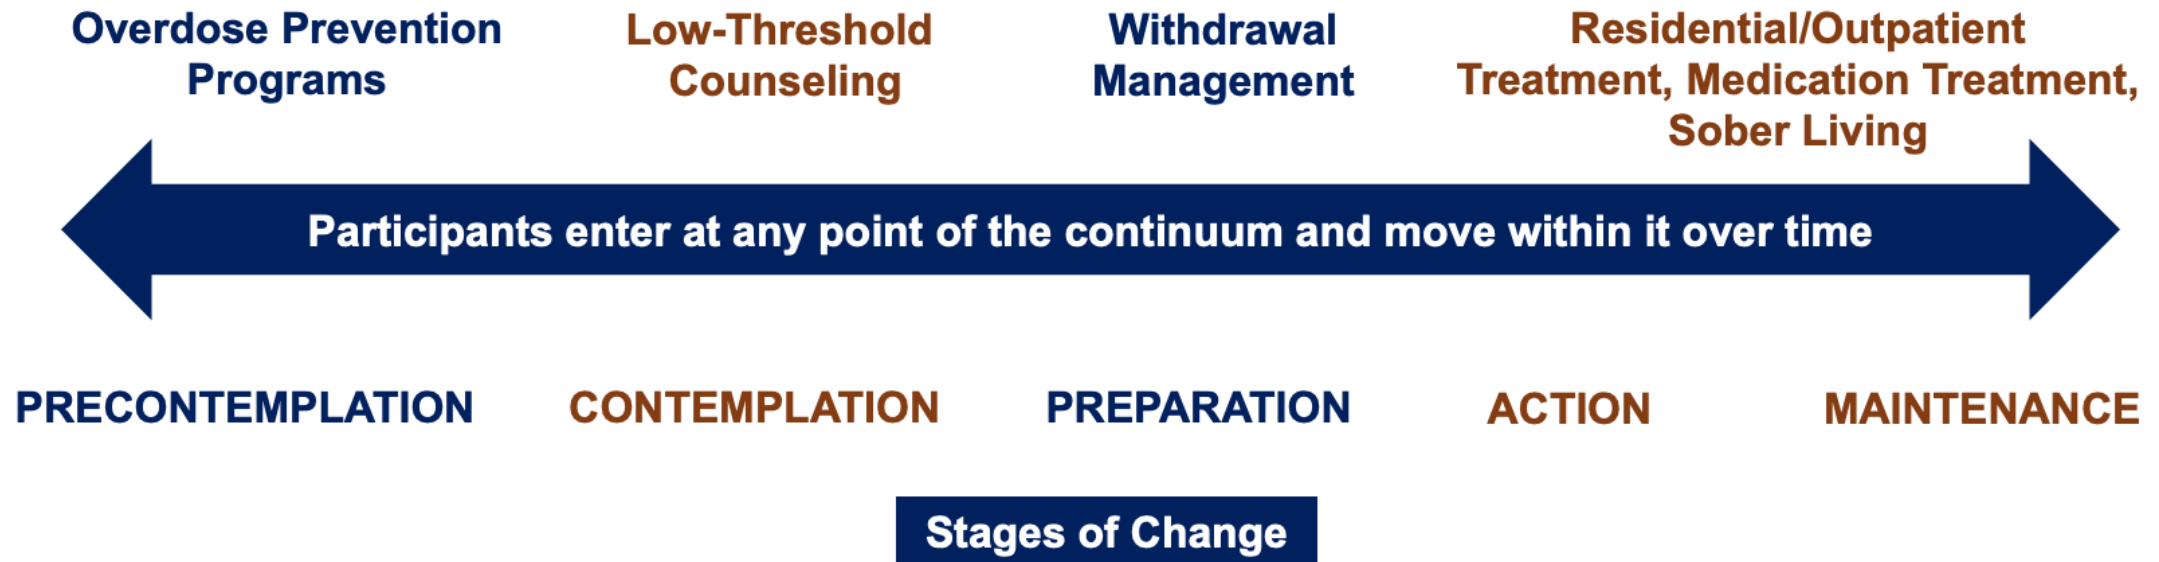 Overdose Prevention
Programs
Low-Threshold
Counseling
Withdrawal
Management
Residential/Outpatient
Treatment, Medication Treatment,
Sober Living
Participants enter at any point of the continuum and move within it over time
PRECONTEMPLATION
CONTEMPLATION
PREPARATION
ACTION
MAINTENANCE
Stages of Change